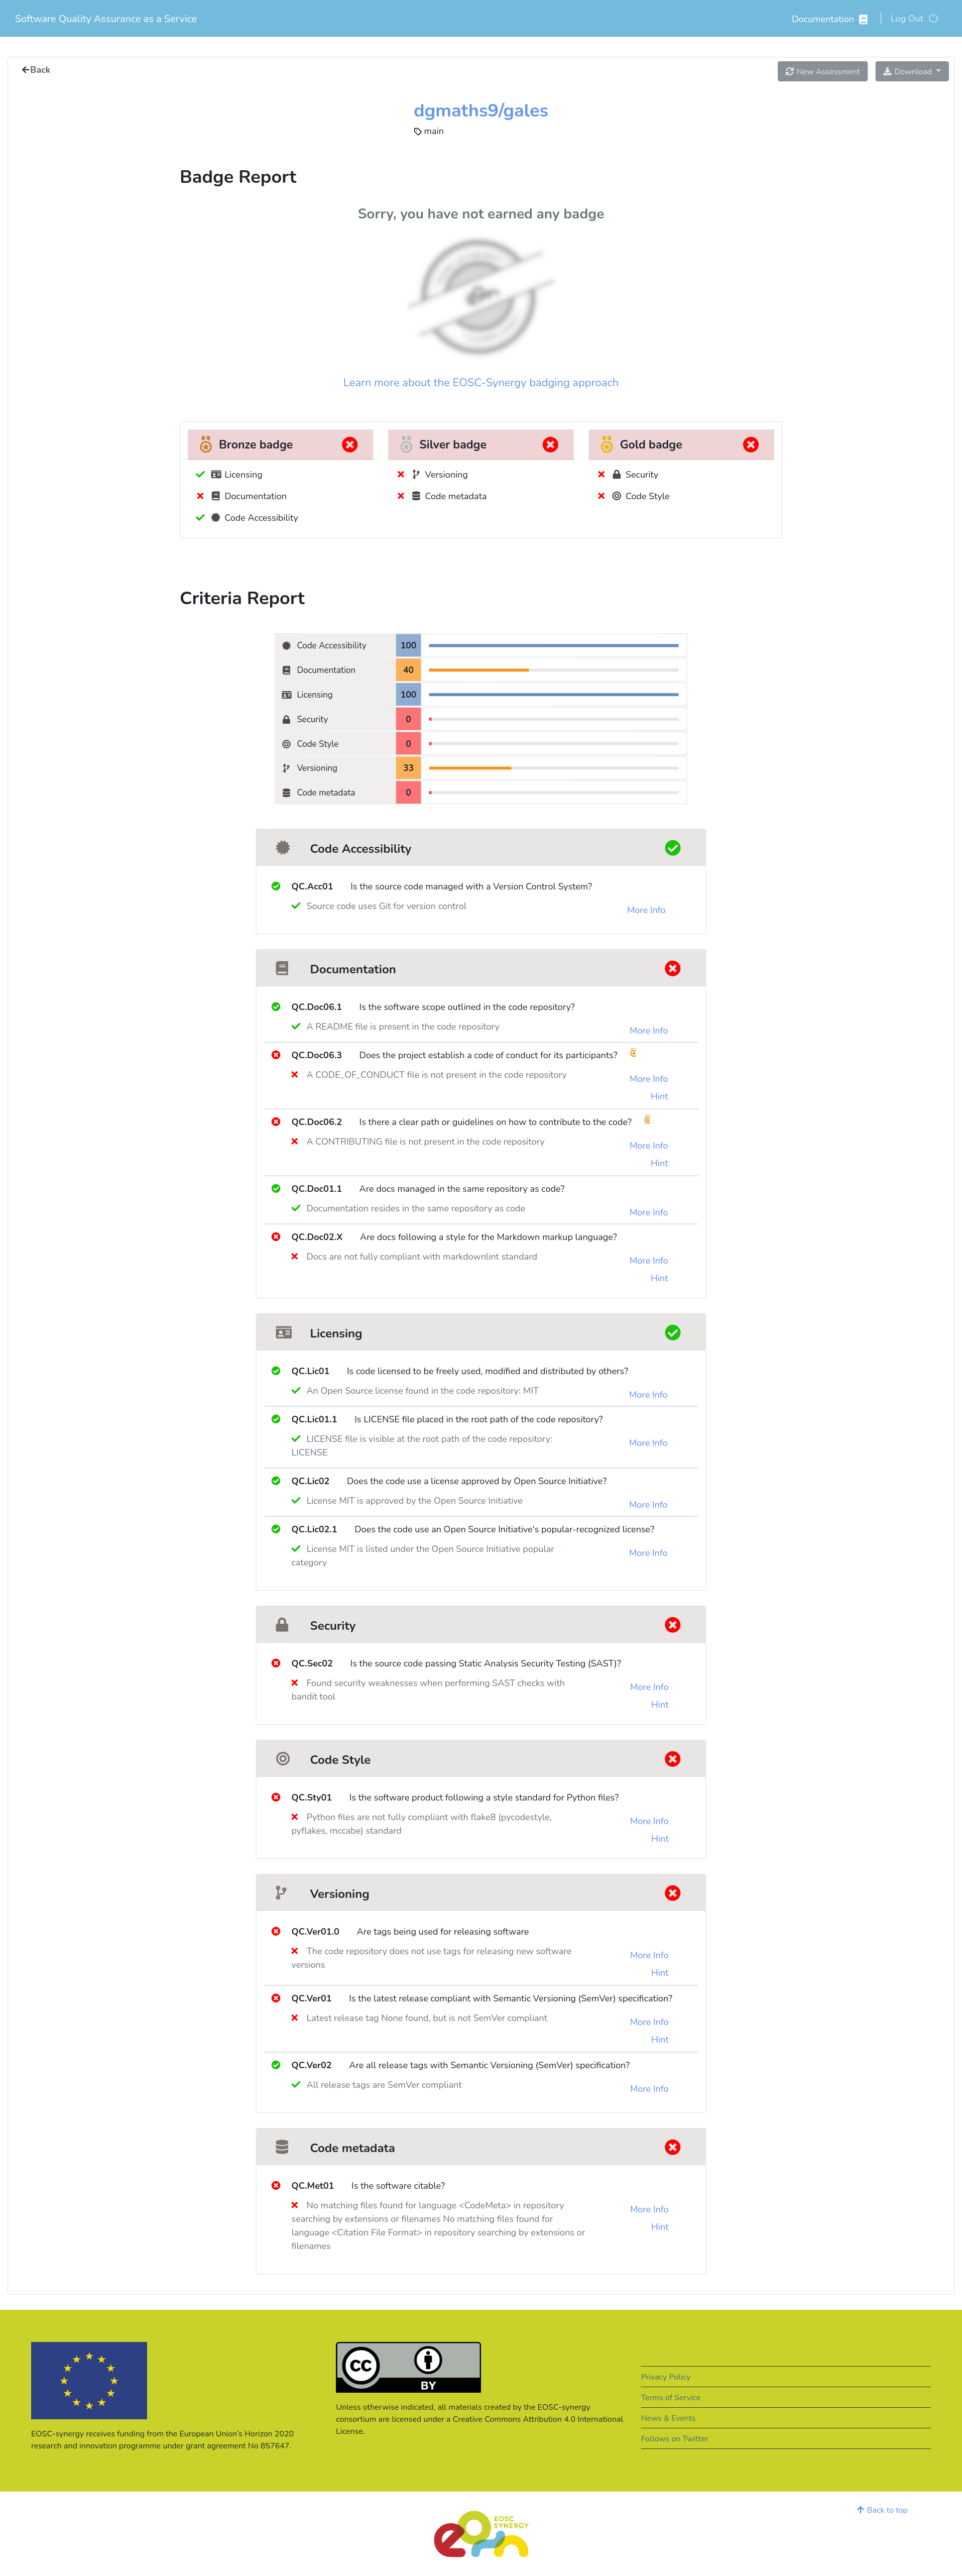 Software Quality Assurance as a Service
Documentation
Log Out
Back
New Assessment
Download
dgmaths9/gales
main
Badge Report
Sorry, you have not earned any badge
Learn more about the EOSC-Synergy badging approach
Bronze badge
Licensing
Documentation
Code Accessibility
Silver badge
Versioning
Code metadata
Gold badge
Security
Code Style
Criteria Report
Code Accessibility 100
Documentation 40
Licensing 100
Security 0
Code Style 0
Versioning 33
Code metadata 0
Code Accessibility
QC.Acc01 Is the source code managed with a Version Control System?
Source code uses Git for version control
More Info
Documentation
QC.Doc06.1 Is the software scope outlined in the code repository?
A README file is present in the code repository
More Info
QC.Doc06.3 Does the project establish a code of conduct for its participants?
A CODE_OF_CONDUCT file is not present in the code repository
More Info
Hint
QC.Doc06.2 Is there a clear path or guidelines on how to contribute to the code?
A CONTRIBUTING file is not present in the code repository
More Info
Hint
QC.Doc01.1 Are docs managed in the same repository as code?
Documentation resides in the same repository as code
More Info
QC.Doc02.X Are docs following a style for the Markdown markup language?
Docs are not fully compliant with markdownlint standard
More Info
Hint
Licensing
QC.Lic01 Is code licensed to be freely used, modified and distributed by others?
An Open Source license found in the code repository: MIT
More Info
QC.Lic01.1 Is LICENSE file placed in the root path of the code repository?
LICENSE file is visible at the root path of the code repository:
LICENSE
More Info
QC.Lic02 Does the code use a license approved by Open Source Initiative?
License MIT is approved by the Open Source Initiative
More Info
QC.Lic02.1 Does the code use an Open Source Initiative's popular-recognized license?
License MIT is listed under the Open Source Initiative popular
category
More Info
Security
QC.Sec02 Is the source code passing Static Analysis Security Testing (SAST)?
Found security weaknesses when performing SAST checks with
bandit tool
More Info
Hint
Code Style
QC.Sty01 Is the software product following a style standard for Python files?
Python files are not fully compliant with flake8 (pycodestyle,
pyflakes, mccabe) standard
More Info
Hint
Versioning
QC.Ver01.0 Are tags being used for releasing software
The code repository does not use tags for releasing new software
versions
More Info
Hint
QC.Ver01 Is the latest release compliant with Semantic Versioning (SemVer) specification?
Latest release tag None found, but is not SemVer compliant
More Info
Hint
QC.Ver02 Are all release tags with Semantic Versioning (SemVer) specification?
All release tags are SemVer compliant
More Info
Code metadata
QC.Met01 Is the software citable?
No matching files found for language <CodeMeta> in repository
searching by extensions or filenames No matching files found for
language <Citation File Format> in repository searching by extensions or
filenames
More Info
Hint
EOSC-synergy receives funding from the European Union's Horizon 2020
research and innovation programme under grant agreement No 857647.
CC
BY
Unless otherwise indicated, all materials created by the EOSC-synergy
consortium are licensed under a Creative Commons Attribution 4.0 International
License.
Privacy Policy
Terms of Service
News & Events
Follows on Twitter
Back to top
EOSC
SYNERGY